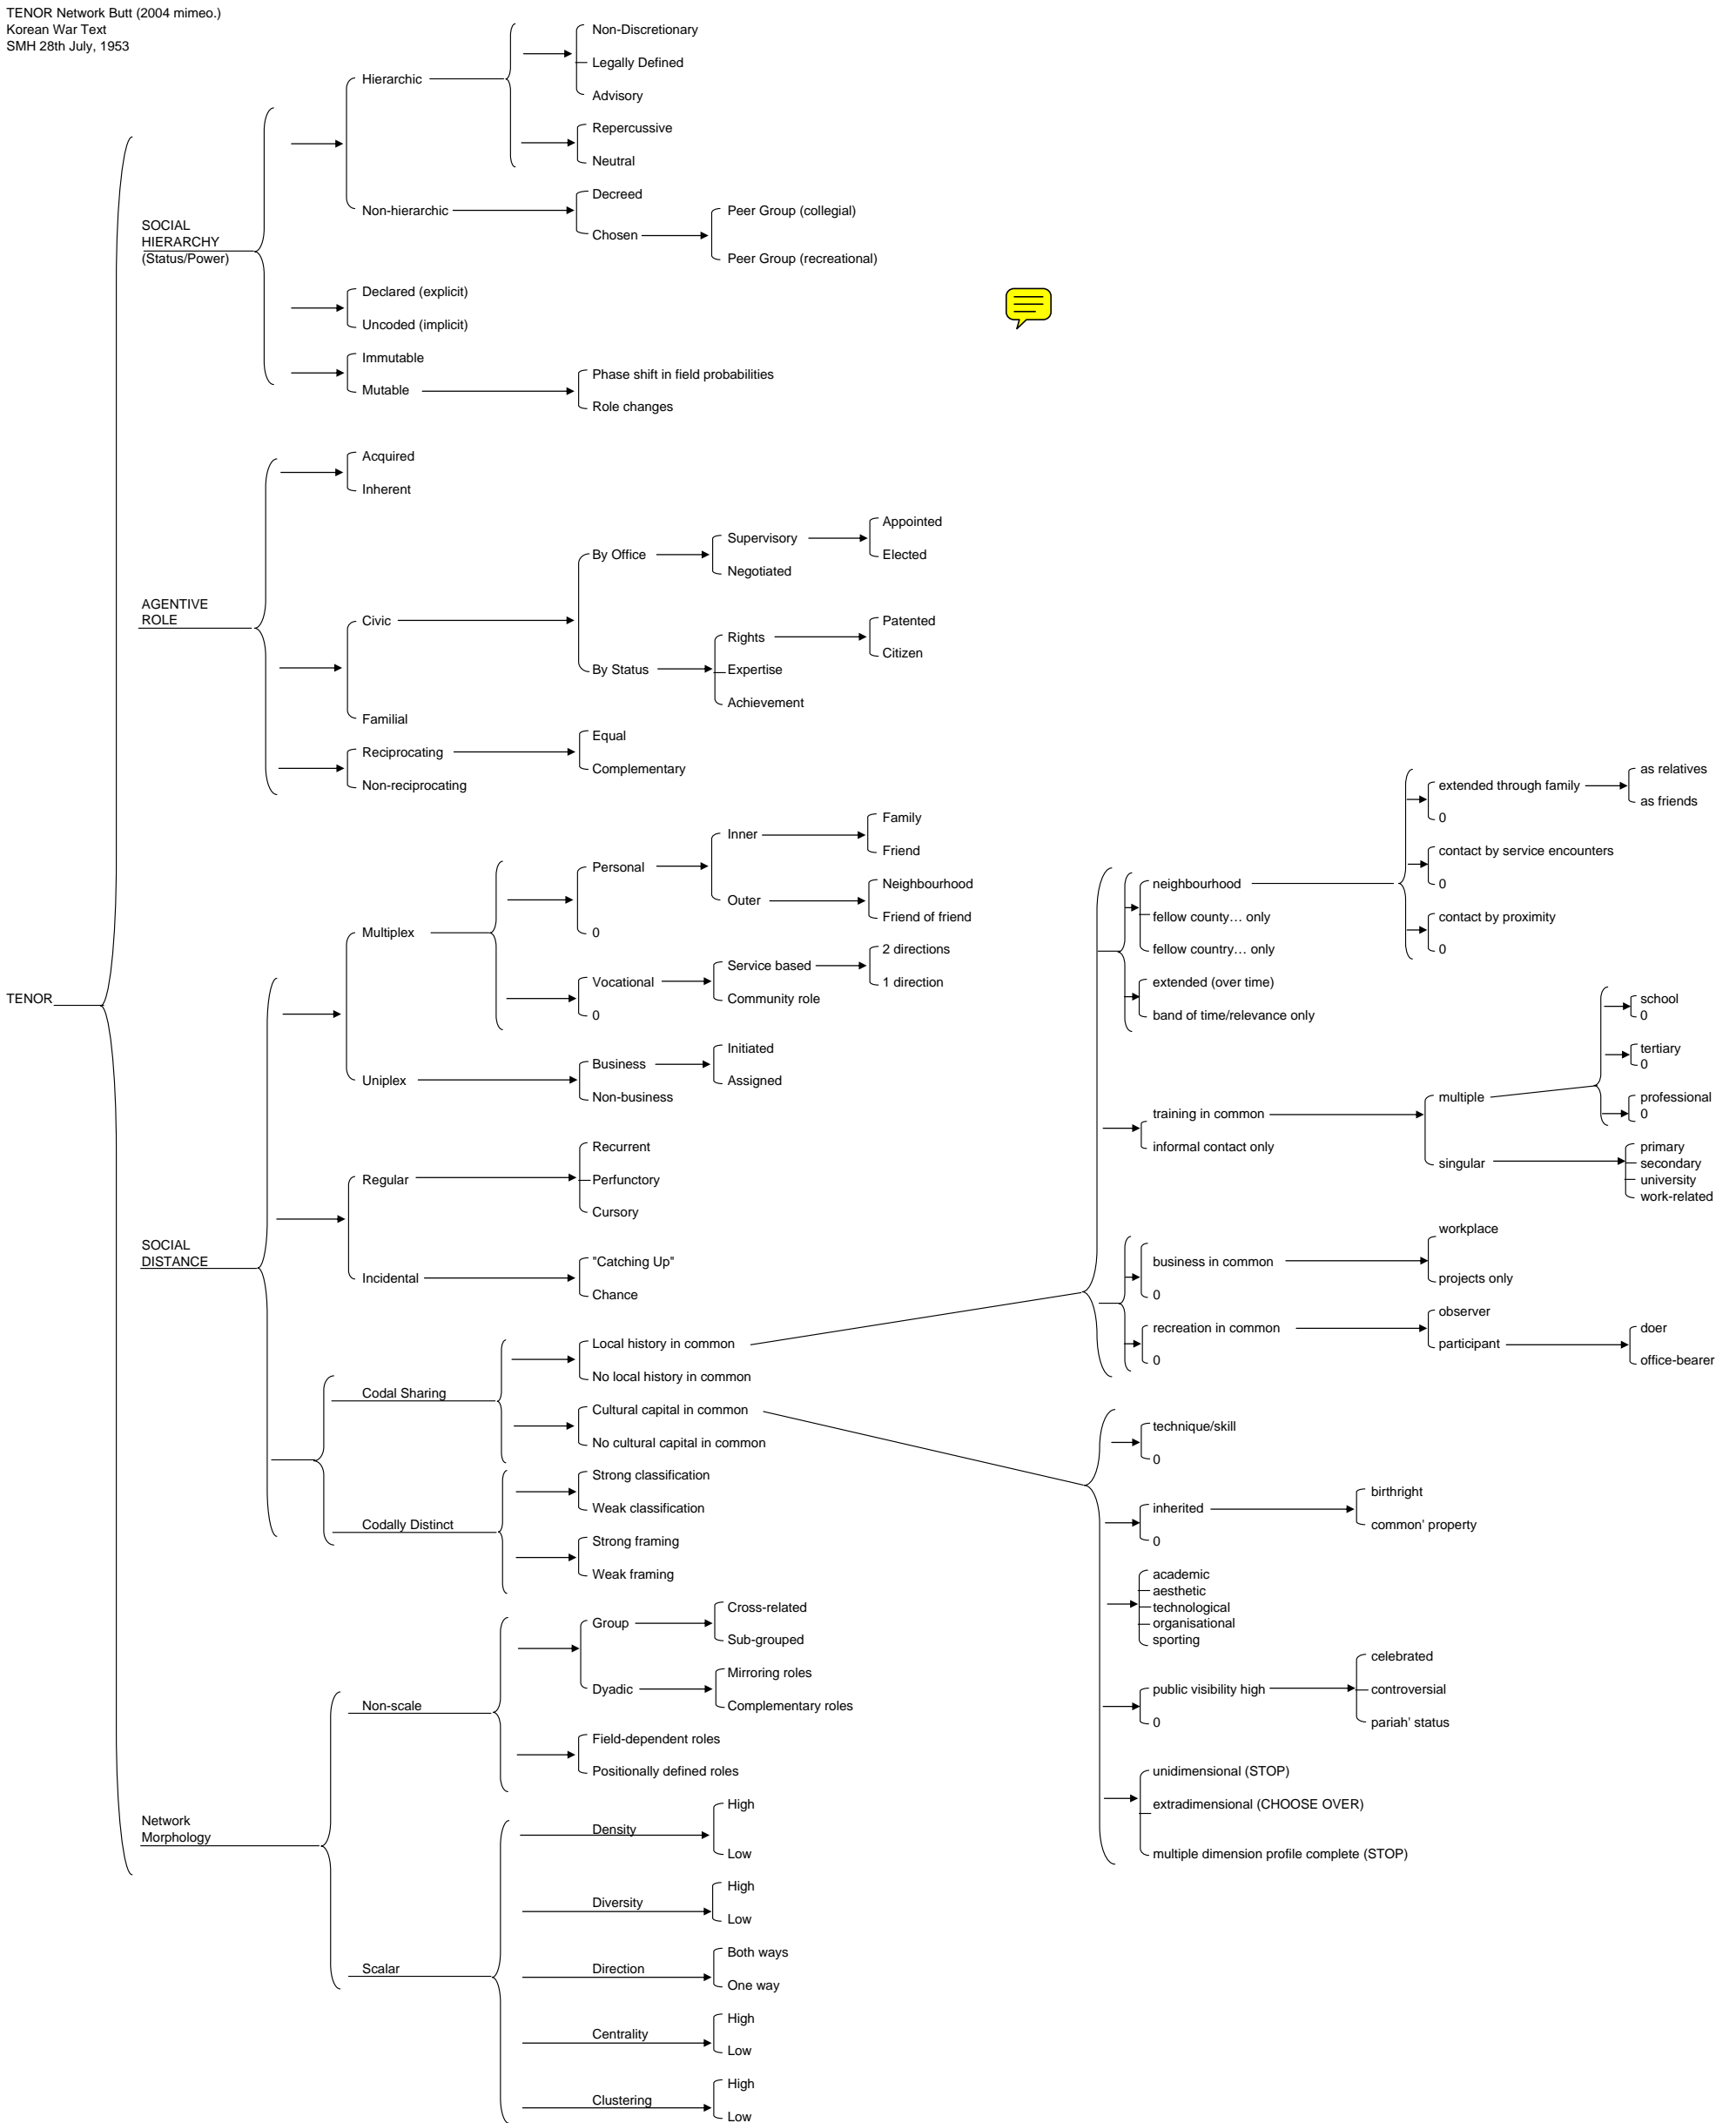 TENOR Network Butt (2004 mimeo.)
Korean War Text
SMH 28th July, 1953
TENOR
SOCIAL
HIERARCHY
(Status/Power)
Hierarchic
Non-Discretionary
Legally Defined
Advisory
Repercussive
Neutral
Non-hierarchic
Decreed
Chosen
Peer Group (collegial)
Peer Group (recreational)
Declared (explicit)
Uncoded (implicit)
Immutable
Mutable
Phase shift in field probabilities
Role changes
AGENTIVE
ROLE
Acquired
Inherent
Civic
By Office
Supervisory
Appointed
Elected
Negotiated
By Status
Rights
Patented
Citizen
Expertise
Achievement
Familial
Reciprocating
Equal
Complementary
Non-reciprocating
SOCIAL
DISTANCE
Multiplex
Personal
Inner
Family
Friend
Outer
Neighbourhood
Friend of friend
0
Vocational
Service based
2 directions
1 direction
Community role
0
Uniplex
Business
Initiated
Assigned
Non-business
Regular
Recurrent
Perfunctory
Cursory
Incidental
"Catching Up"
Chance
Codal Sharing
Local history in common
No local history in common
Cultural capital in common
No cultural capital in common
Codally Distinct
Strong classification
Weak classification
Strong framing
Weak framing
neighbourhood
extended through family
as relatives
as friends
0
contact by service encounters
0
contact by proximity
0
fellow county… only
fellow country… only
extended (over time)
band of time/relevance only
training in common
multiple
school
0
tertiary
0
professional
0
singular
primary
secondary
university
work-related
informal contact only
business in common
workplace
projects only
0
recreation in common
observer
participant
doer
office-bearer
0
technique/skill
0
inherited
birthright
common' property
0
academic
aesthetic
technological
organisational
sporting
public visibility high
celebrated
controversial
pariah' status
0
unidimensional (STOP)
extradimensional (CHOOSE OVER)
multiple dimension profile complete (STOP)
Network
Morphology
Non-scale
Group
Cross-related
Sub-grouped
Dyadic
Mirroring roles
Complementary roles
Field-dependent roles
Positionally defined roles
Scalar
Density
High
Low
Diversity
High
Low
Direction
Both ways
One way
Centrality
High
Low
Clustering
High
Low